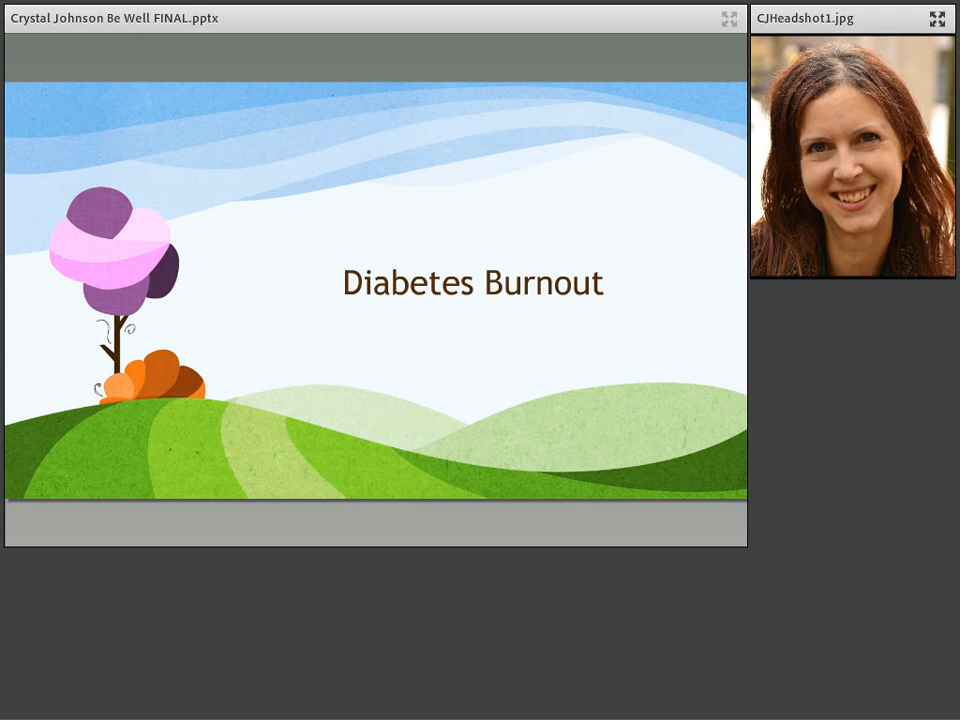 Crystal Johnson Be Well FINAL.pptx
CJHeadshot1.jpg
Diabetes Burnout